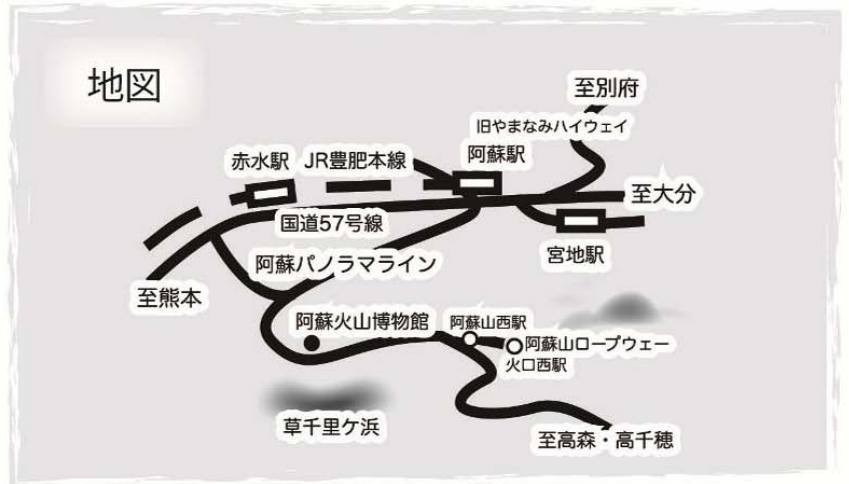 地図
至別府
旧やまなみハイウェイ
赤水駅
JR豊肥本線
阿蘇駅
至大分
国道57号線
宮地駅
阿蘇パノラマライン
至熊本
阿蘇火山博物館
阿蘇山西駅
阿蘇山ロープウェー
火口西駅
草千里ケ浜
至高森・高千穂